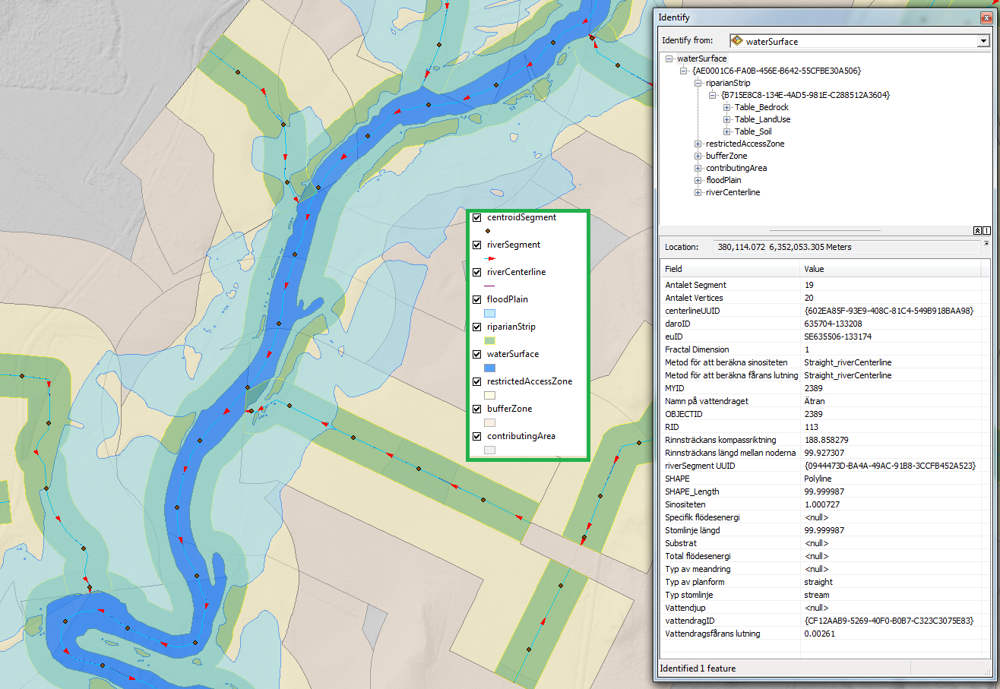 centroidSegment
riverSegment
riverCenterline
floodPlain
riparianStrip
waterSurface
restrictedAccessZone
bufferZone
contributingArea
Identify
Identify from: waterSurface
waterSurface
{AE0001C6-FA0B-456E-B642-55CFBE30A506}
riparianStrip
{B715E8C8-134E-4AD5-981E-C288512A3604}
Table_Bedrock
Table_LandUse
Table_Soil
restrictedAccessZone
bufferZone
contributingArea
floodPlain
riverCenterline
Location: 380,114.072 6,352,053.305 Meters
Field Value
Antalet Segment 19
Antalet Vertices 20
centerlineUUID {602EA85F-93E9-408C-81C4-549B918BAA98}
daroID 635704-133208
euID SE635506-133174
Fractal Dimension 1
Metod för att beräkna sinositeten Straight_riverCenterline
Metod för att beräkna fårans lutning Straight_riverCenterline
MYID 2389
Namn på vattendraget Ätran
OBJECTID 2389
RID 113
Rinnsträckans kompassriktning 188.858279
Rinnsträckans längd mellan noderna 99.927307
riverSegment UUID {0944473D-BA4A-49AC-91B8-3CCFB452A523}
SHAPE Polyline
SHAPE_Length 99.999987
Sinositeten 1.000727
Specifik flödesenergi <null>
Stomlinje längd 99.999987
Substrat <null>
Total flödesenergi <null>
Typ av meandring <null>
Typ av planform straight
Typ stomlinje stream
Vattendjup <null>
vattendragID {CF12AAB9-5269-40F0-B0B7-C323C3075E83}
Vattendragsfårans lutning 0.00261
Identified 1 feature